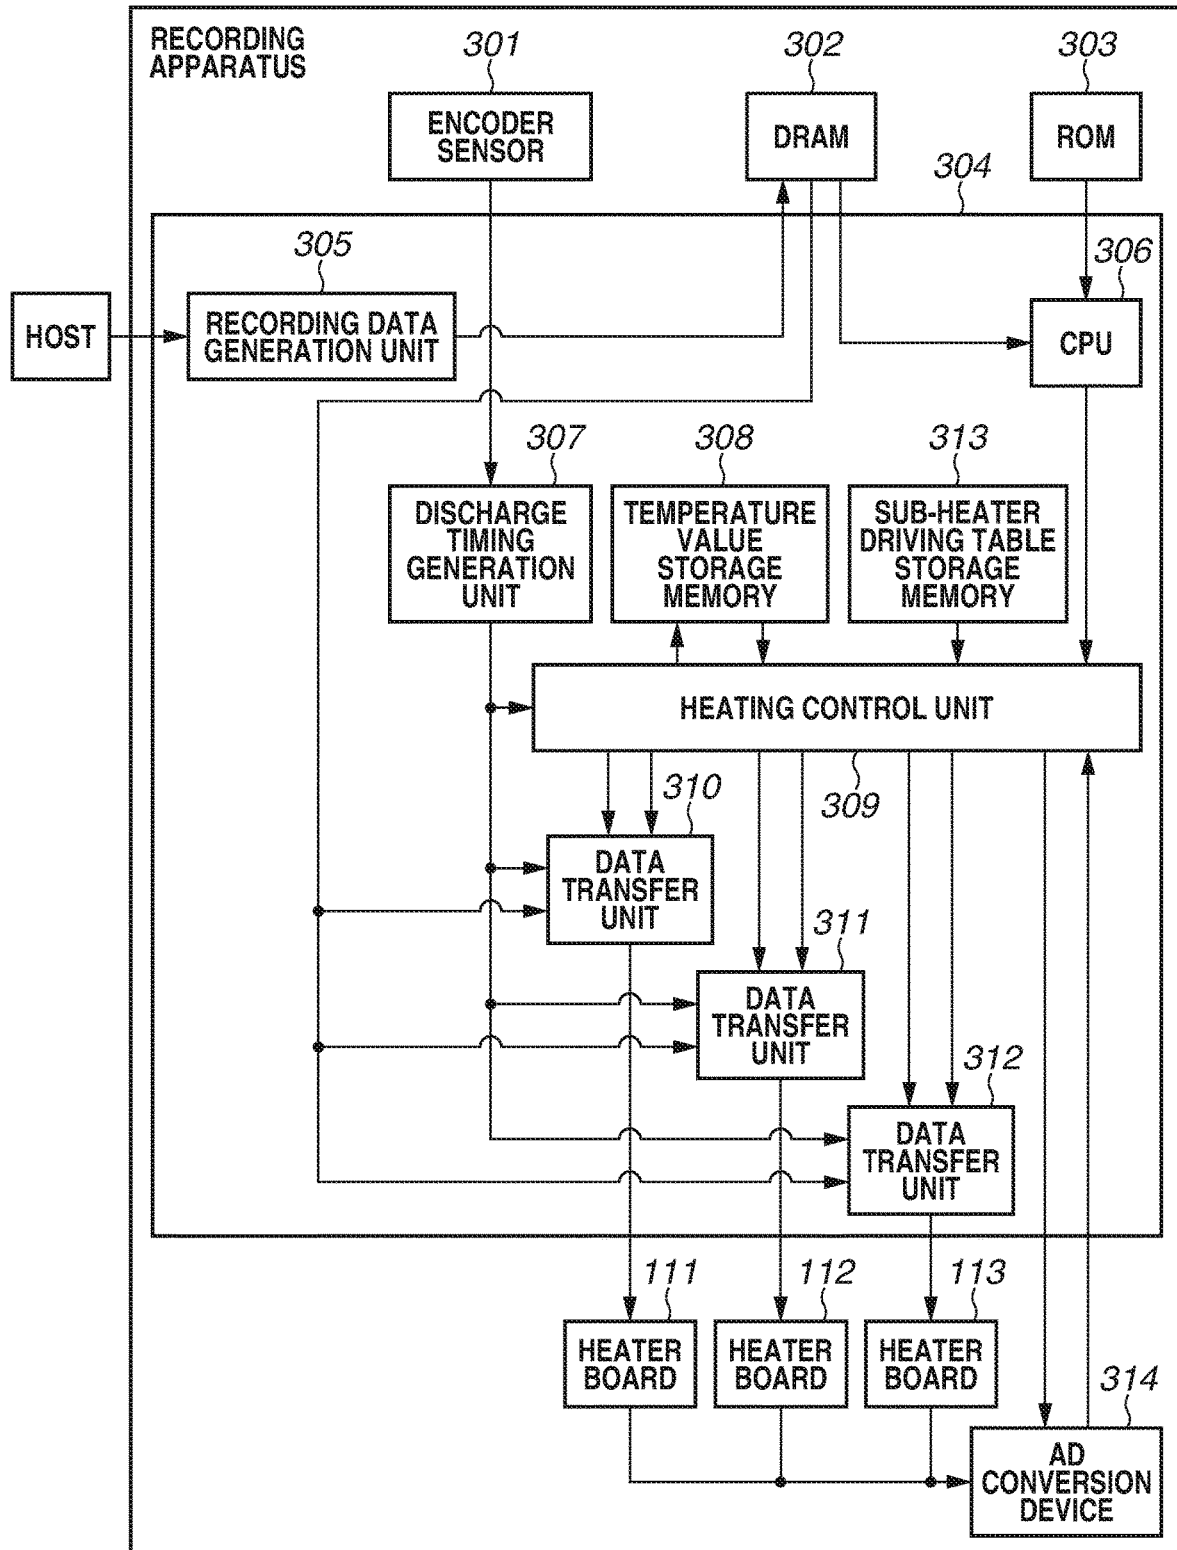 RECORDING
APPARATUS
301
302
303
ENCODER
SENSOR
DRAM
ROM
304
305
306
HOST
RECORDING DATA
GENERATION UNIT
CPU
307
308
313
DISCHARGE
TIMING
GENERATION
UNIT
TEMPERATURE
VALUE
STORAGE
MEMORY
SUB-HEATER
DRIVING TABLE
STORAGE
MEMORY
HEATING CONTROL UNIT
309
310
DATA
TRANSFER
UNIT
311
DATA
TRANSFER
UNIT
312
DATA
TRANSFER
UNIT
111
112
113
HEATER
BOARD
HEATER
BOARD
HEATER
BOARD
314
AD
CONVERSION
DEVICE